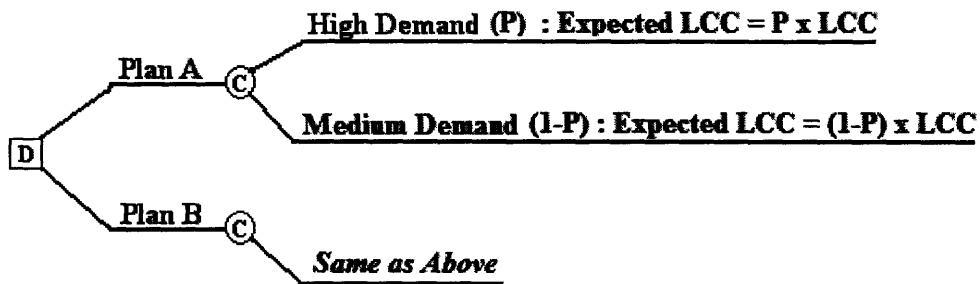 High Demand (P) : Expected LCC = P x LCC
Plan A
C
Medium Demand (1-P) : Expected LCC = (1-P) x LCC
D
Plan B
C
Same as Above